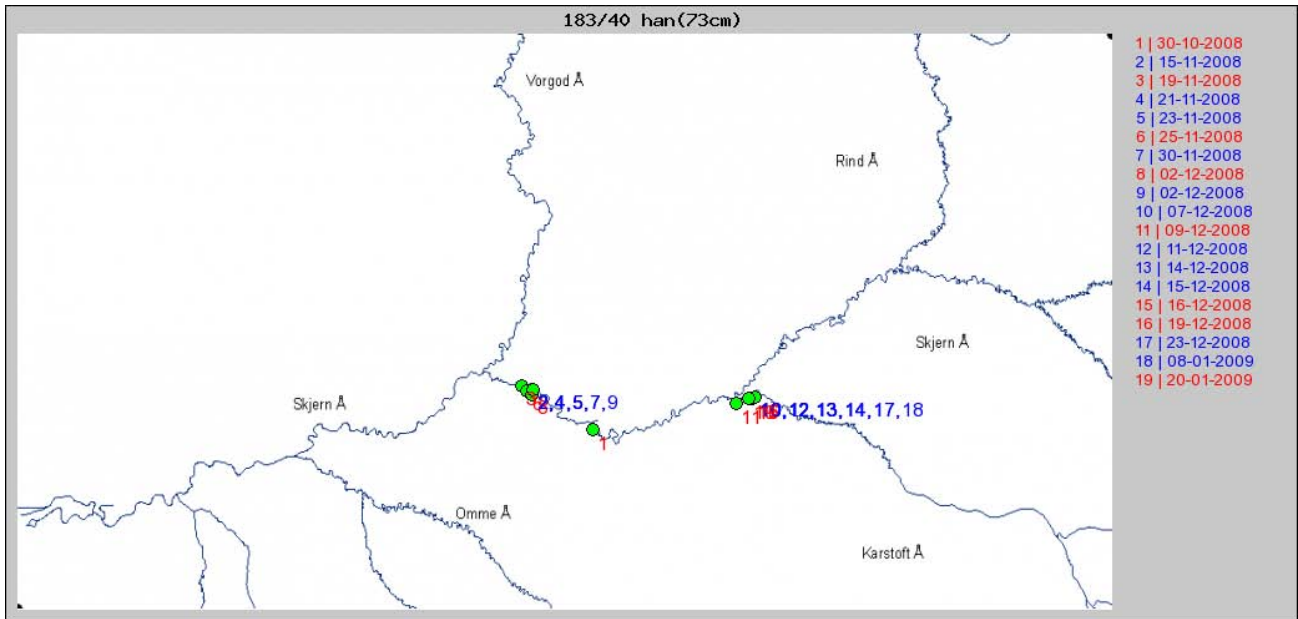 183/40 han(73cm)
Vorgod Å
Rind Å
Skjern Å
Skjern Å
2,4,5,7,9
1
11
10,12,13,14,17,18
Omme Å
Karstoft Å
1 | 30-10-2008
2 | 15-11-2008
3 | 19-11-2008
4 | 21-11-2008
5 | 23-11-2008
6 | 25-11-2008
7 | 30-11-2008
8 | 02-12-2008
9 | 02-12-2008
10 | 07-12-2008
11 | 09-12-2008
12 | 11-12-2008
13 | 14-12-2008
14 | 15-12-2008
15 | 16-12-2008
16 | 19-12-2008
17 | 23-12-2008
18 | 08-01-2009
19 | 20-01-2009